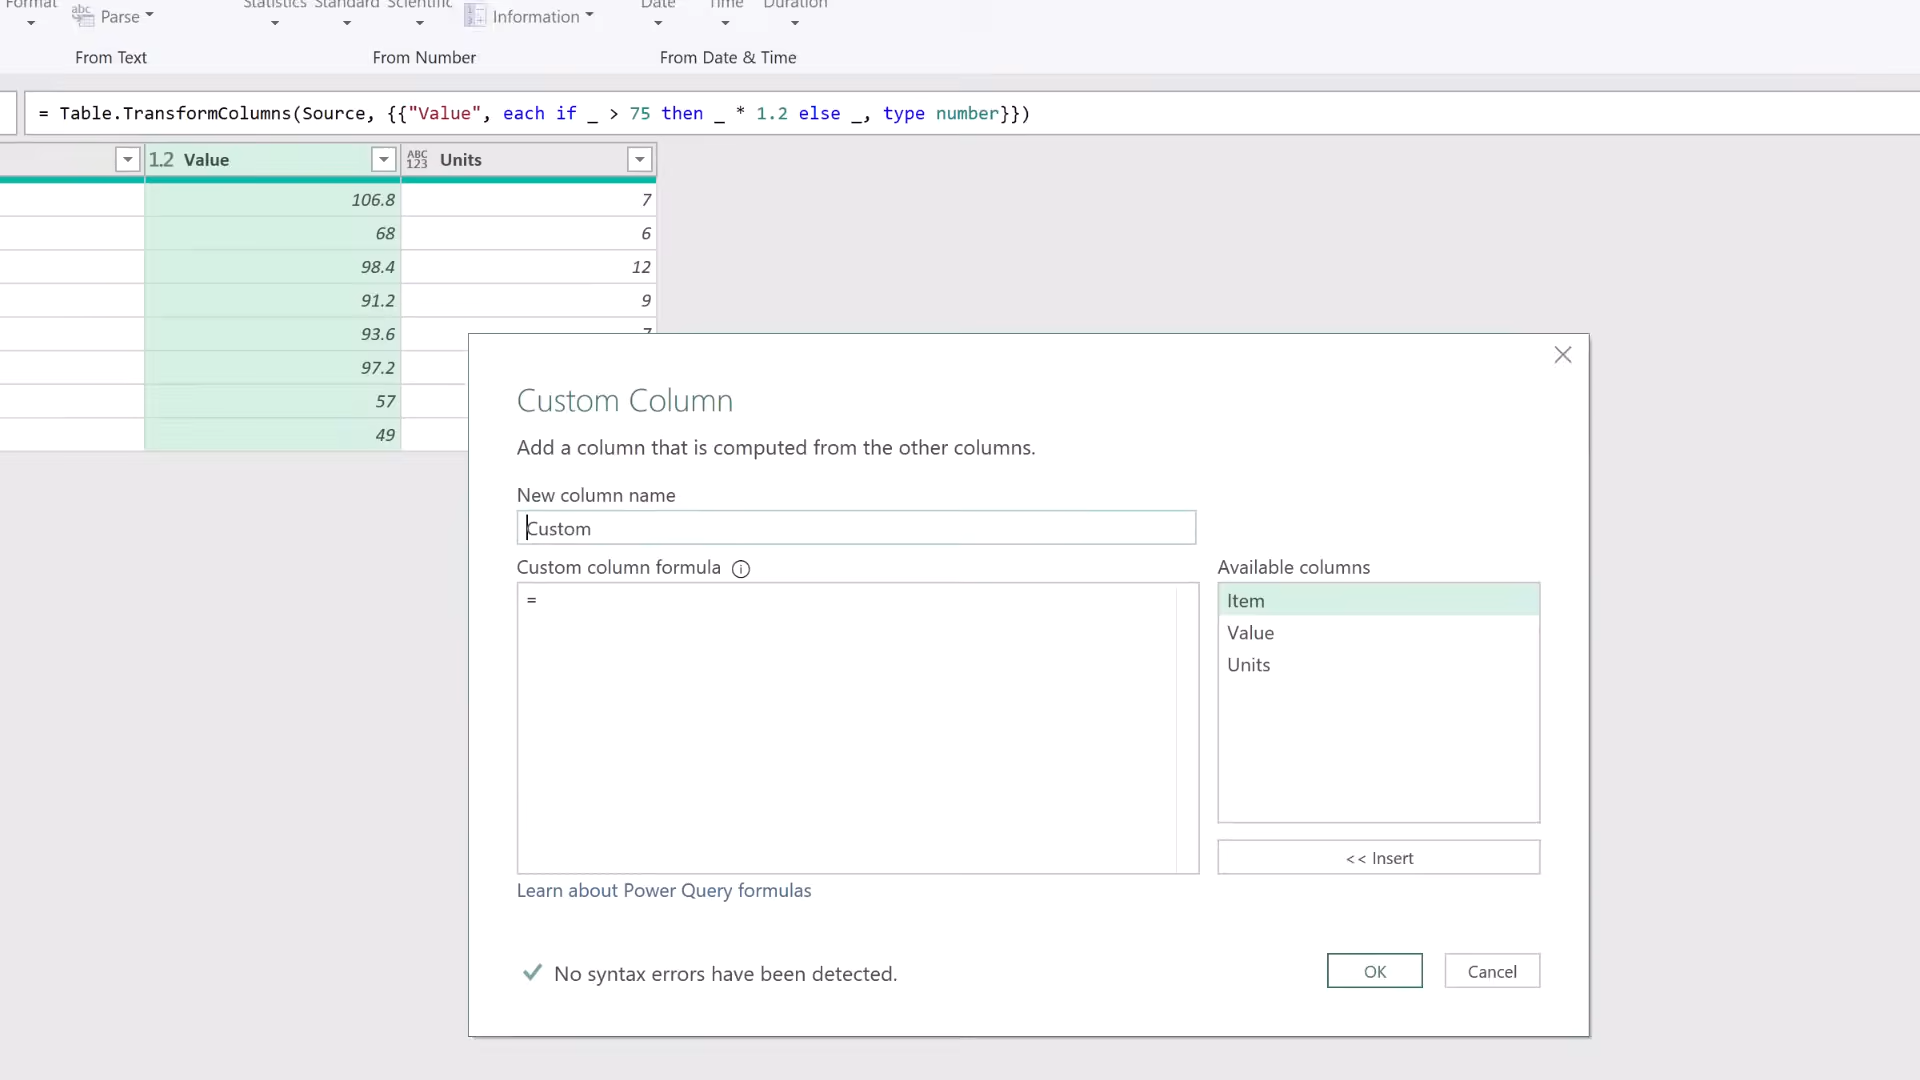 Format Parse Statistics Standard Scientific Information Date Time Duration
From Text From Number From Date & Time
= Table.TransformColumns(Source, {{"Value", each if _ > 75 then _ * 1.2 else _, type number}})
1.2 Value ABC 123 Units
106.8 7
68 6
98.4 12
91.2 9
93.6 7
97.2
57
49
Custom Column
Add a column that is computed from the other columns.
New column name
Custom
Custom column formula
Available columns
=
Item
Value
Units
<< Insert
Learn about Power Query formulas
No syntax errors have been detected.
OK Cancel